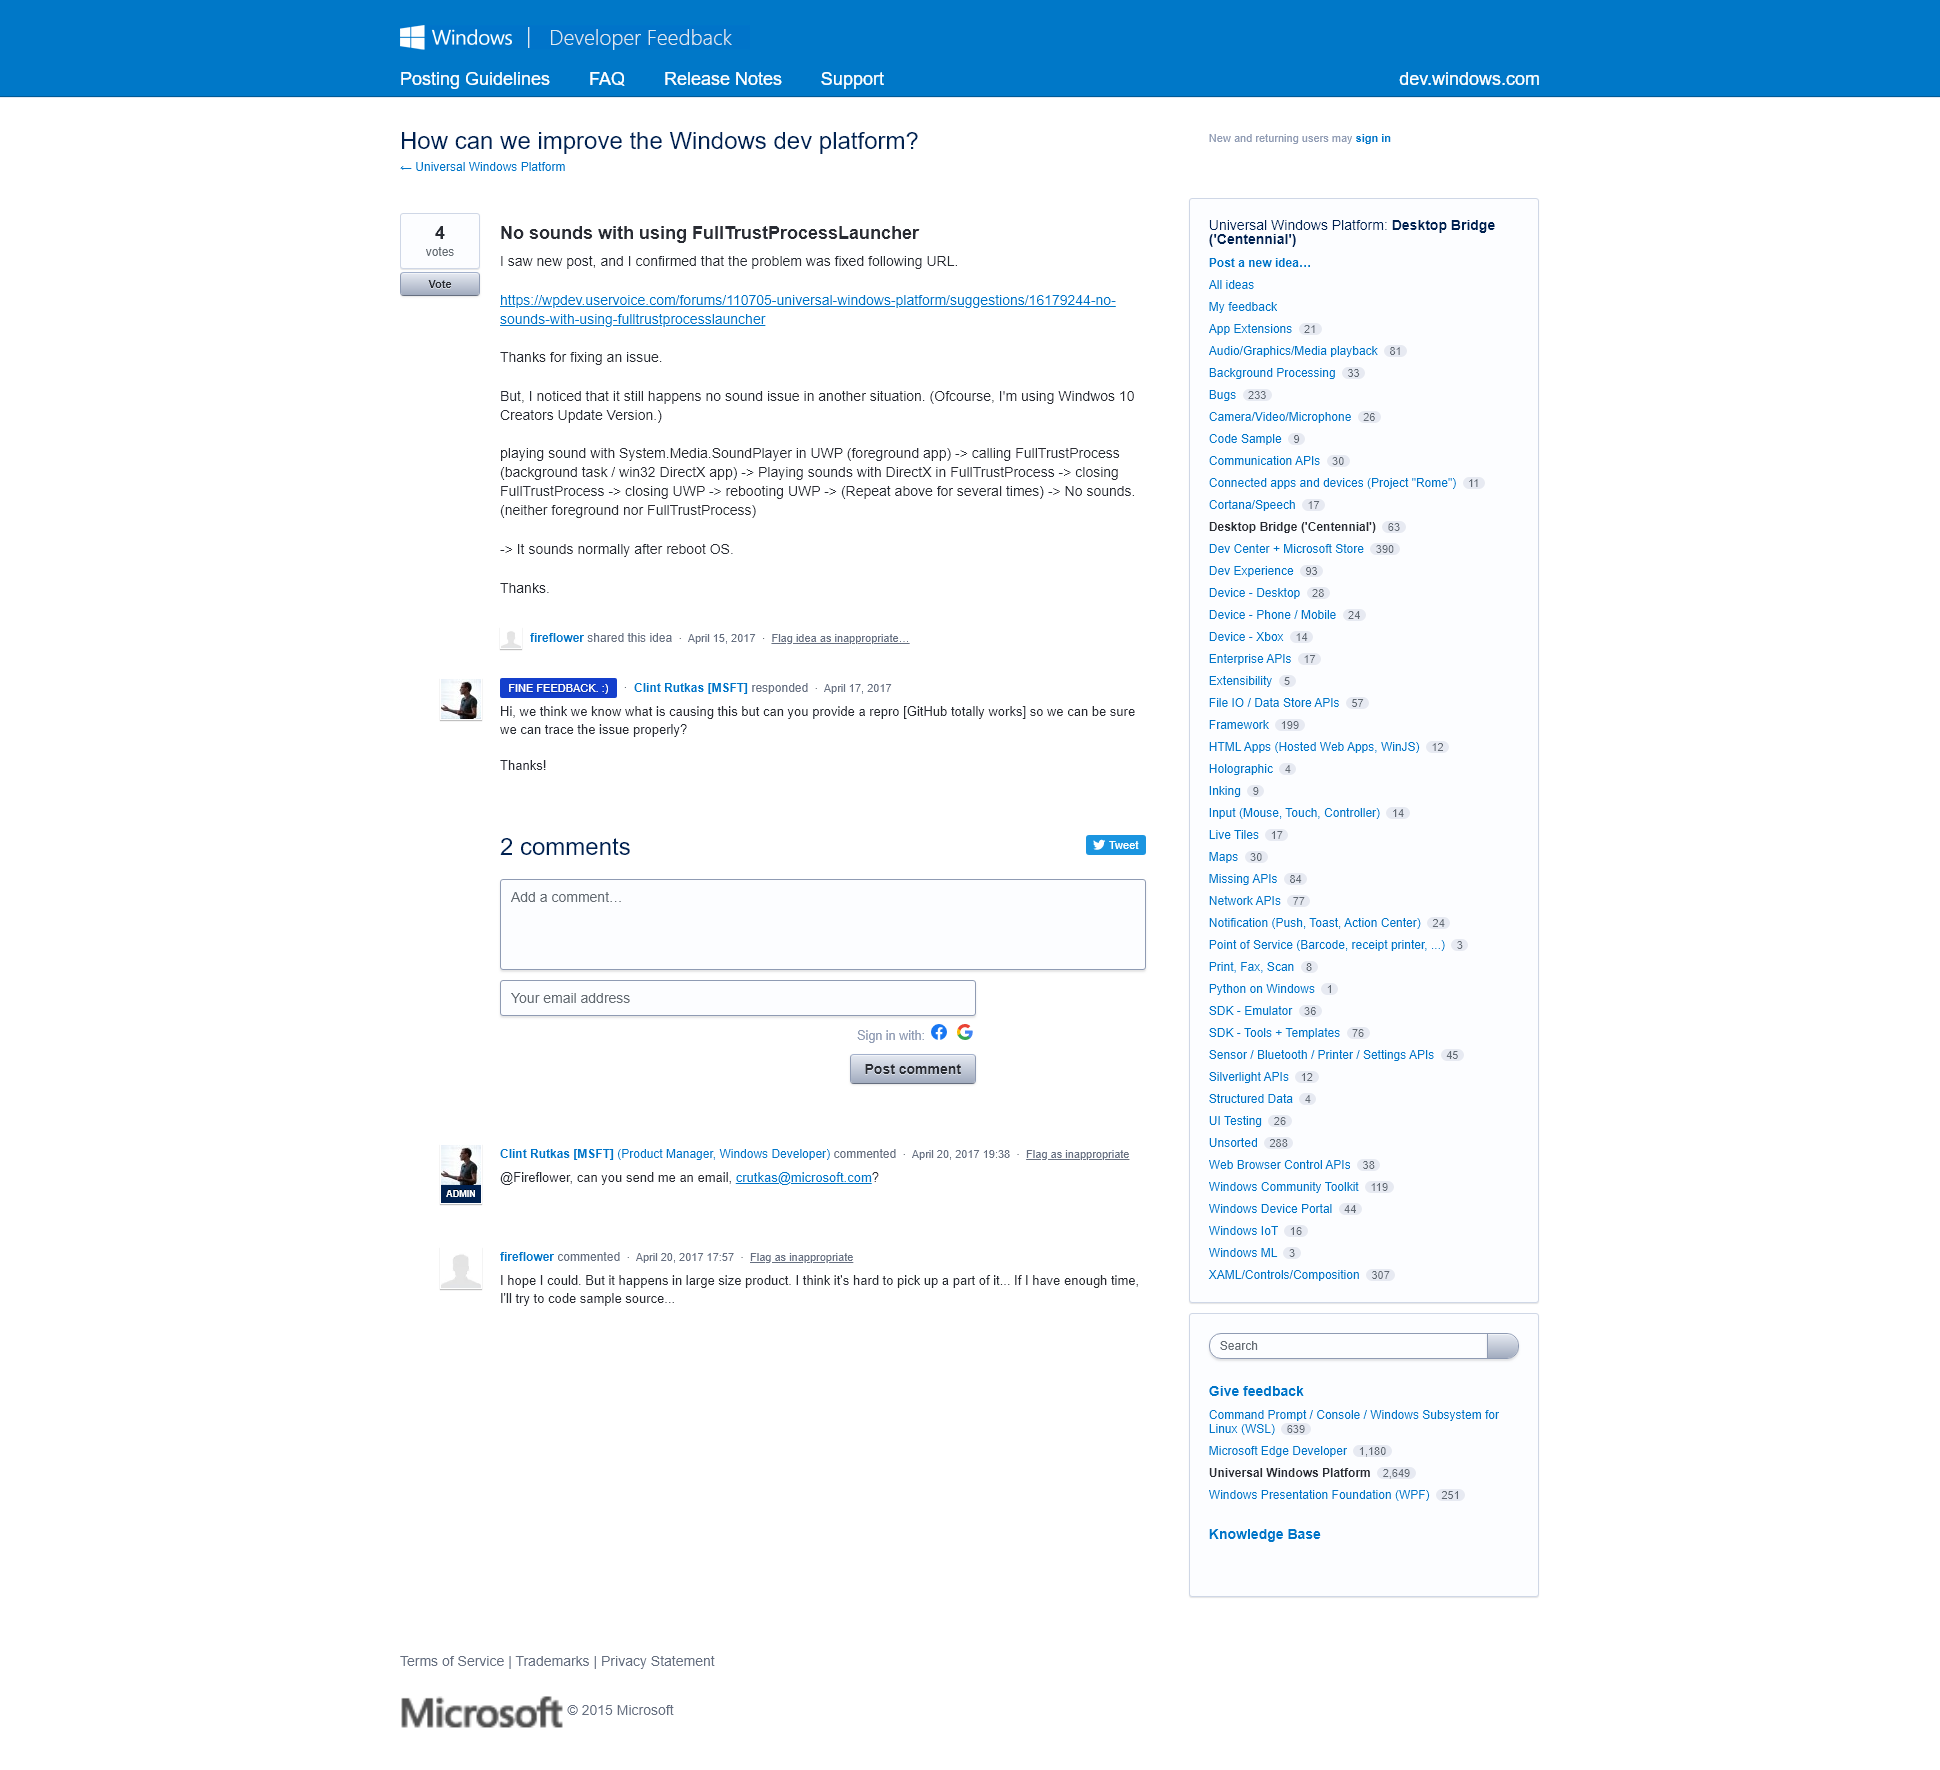 Windows | Developer Feedback
Posting Guidelines FAQ Release Notes Support dev.windows.com
How can we improve the Windows dev platform?
← Universal Windows Platform
New and returning users may sign in
4
votes
Vote
No sounds with using FullTrustProcessLauncher
I saw new post, and I confirmed that the problem was fixed following URL.
https://wpdev.uservoice.com/forums/110705-universal-windows-platform/suggestions/16179244-no-
sounds-with-using-fulltrustprocesslauncher
Thanks for fixing an issue.
But, I noticed that it still happens no sound issue in another situation. (Ofcourse, I'm using Windwos 10
Creators Update Version.)
playing sound with System.Media.SoundPlayer in UWP (foreground app) -> calling FullTrustProcess
(background task / win32 DirectX app) -> Playing sounds with DirectX in FullTrustProcess -> closing
FullTrustProcess -> closing UWP -> rebooting UWP -> (Repeat above for several times) -> No sounds.
(neither foreground nor FullTrustProcess)
-> It sounds normally after reboot OS.
Thanks.
fireflower shared this idea · April 15, 2017 · Flag idea as inappropriate…
FINE FEEDBACK. :) · Clint Rutkas [MSFT] responded · April 17, 2017
Hi, we think we know what is causing this but can you provide a repro [GitHub totally works] so we can be sure
we can trace the issue properly?
Thanks!
2 comments
Tweet
Add a comment…
Your email address
Sign in with:
Post comment
Clint Rutkas [MSFT] (Product Manager, Windows Developer) commented · April 20, 2017 19:38 · Flag as inappropriate
@Fireflower, can you send me an email, crutkas@microsoft.com?
ADMIN
fireflower commented · April 20, 2017 17:57 · Flag as inappropriate
I hope I could. But it happens in large size product. I think it's hard to pick up a part of it... If I have enough time,
I'll try to code sample source...
Universal Windows Platform: Desktop Bridge
('Centennial')
Post a new idea…
All ideas
My feedback
App Extensions 21
Audio/Graphics/Media playback 81
Background Processing 33
Bugs 233
Camera/Video/Microphone 26
Code Sample 9
Communication APIs 30
Connected apps and devices (Project "Rome") 11
Cortana/Speech 17
Desktop Bridge ('Centennial') 63
Dev Center + Microsoft Store 390
Dev Experience 93
Device - Desktop 28
Device - Phone / Mobile 24
Device - Xbox 14
Enterprise APIs 17
Extensibility 5
File IO / Data Store APIs 57
Framework 199
HTML Apps (Hosted Web Apps, WinJS) 12
Holographic 4
Inking 9
Input (Mouse, Touch, Controller) 14
Live Tiles 17
Maps 30
Missing APIs 84
Network APIs 77
Notification (Push, Toast, Action Center) 24
Point of Service (Barcode, receipt printer, ...) 3
Print, Fax, Scan 8
Python on Windows 1
SDK - Emulator 36
SDK - Tools + Templates 76
Sensor / Bluetooth / Printer / Settings APIs 45
Silverlight APIs 12
Structured Data 4
UI Testing 26
Unsorted 288
Web Browser Control APIs 38
Windows Community Toolkit 119
Windows Device Portal 44
Windows IoT 16
Windows ML 3
XAML/Controls/Composition 307
Search
Give feedback
Command Prompt / Console / Windows Subsystem for
Linux (WSL) 639
Microsoft Edge Developer 1,180
Universal Windows Platform 2,649
Windows Presentation Foundation (WPF) 251
Knowledge Base
Terms of Service | Trademarks | Privacy Statement
Microsoft © 2015 Microsoft